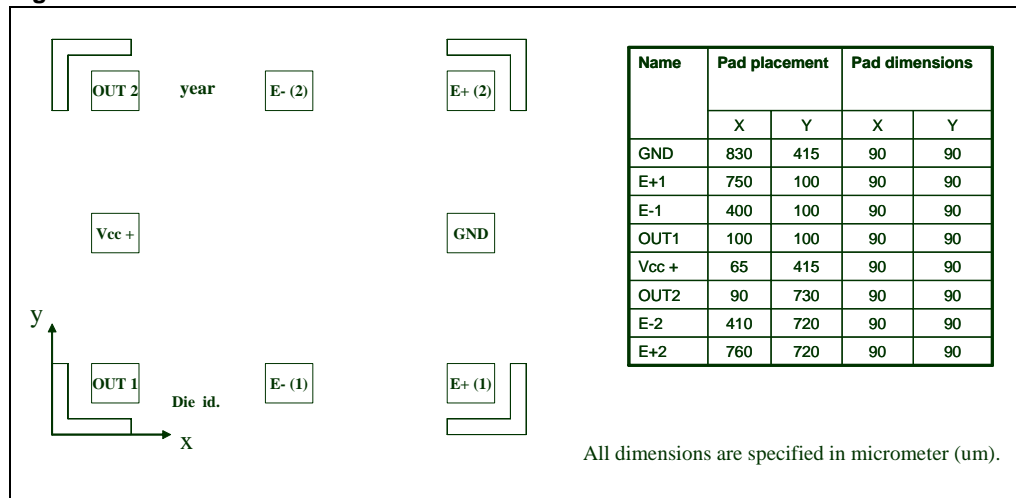 OUT 2 year E- (2) E+ (2)
Vcc + GND
y
OUT 1 E- (1) E+ (1)
Die id.
x
Name Pad placement Pad dimensions
X Y X Y
GND 830 415 90 90
E+1 750 100 90 90
E-1 400 100 90 90
OUT1 100 100 90 90
Vcc + 65 415 90 90
OUT2 90 730 90 90
E-2 410 720 90 90
E+2 760 720 90 90
All dimensions are specified in micrometer (um).